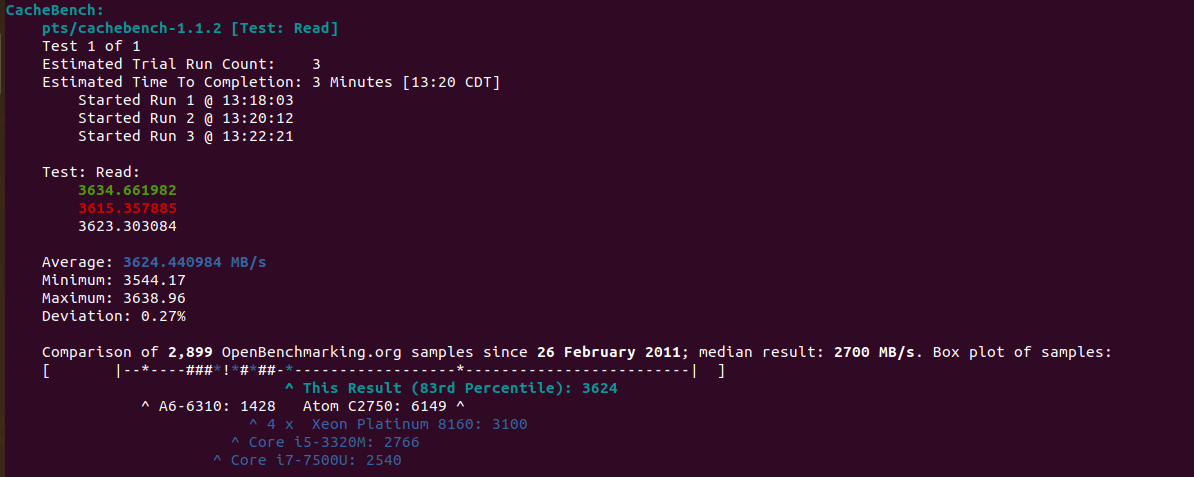 CacheBench:
pts/cachebench-1.1.2 [Test: Read]
Test 1 of 1
Estimated Trial Run Count:    3
Estimated Time To Completion: 3 Minutes [13:20 CDT]
Started Run 1 @ 13:18:03
Started Run 2 @ 13:20:12
Started Run 3 @ 13:22:21
Test: Read:
3634.661982
3615.357885
3623.303084
Average: 3624.440984 MB/s
Minimum: 3544.17
Maximum: 3638.96
Deviation: 0.27%
Comparison of 2,899 OpenBenchmarking.org samples since 26 February 2011; median result: 2700 MB/s. Box plot of samples:
[       |--*----###*!*#*##-*------------------*-------------------------|  ]
^ This Result (83rd Percentile): 3624
^ A6-6310: 1428   Atom C2750: 6149 ^
^ 4 x  Xeon Platinum 8160: 3100
^ Core i5-3320M: 2766
^ Core i7-7500U: 2540